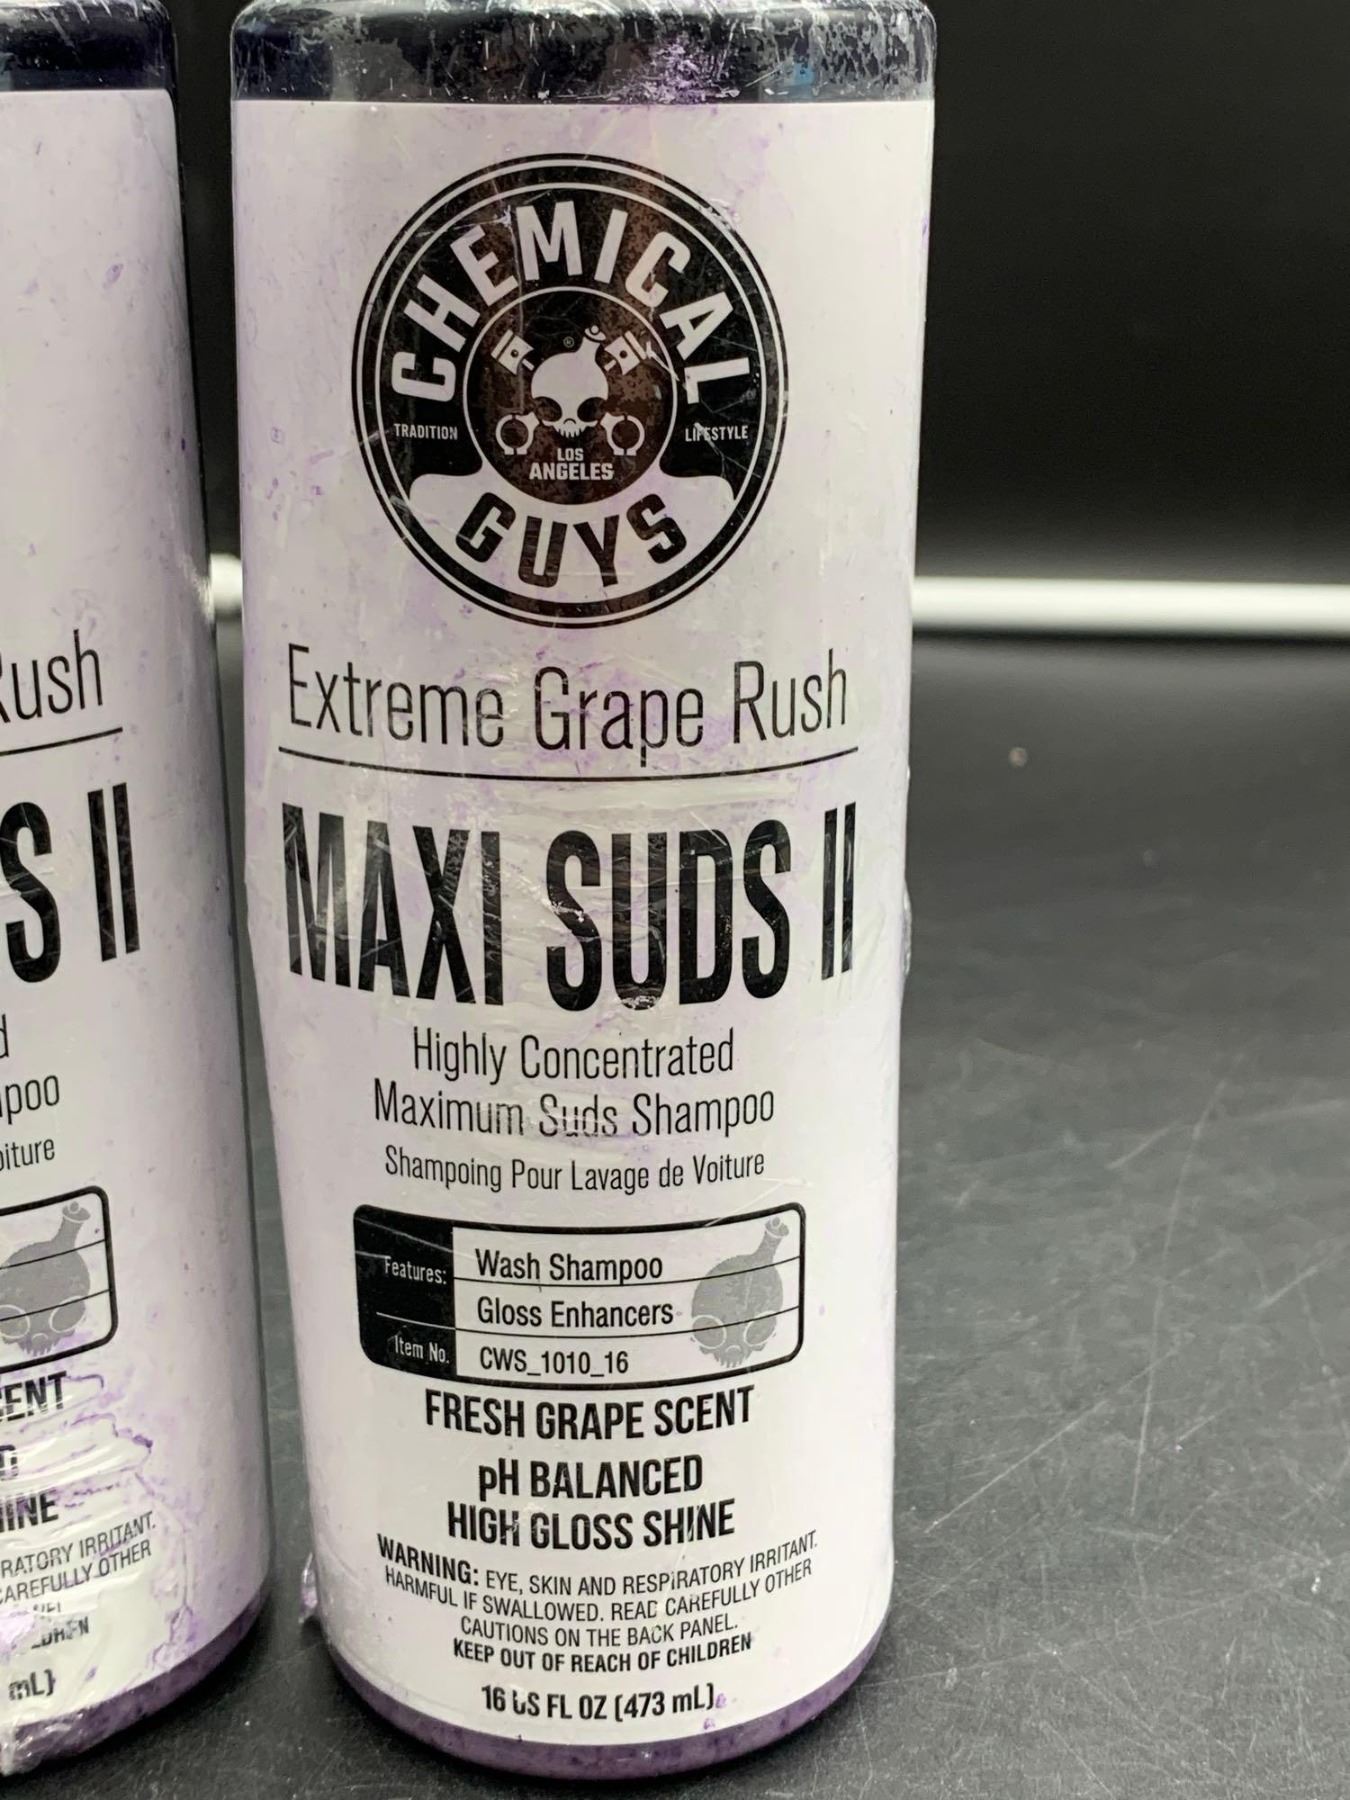 CHEMICAL
TRADITION
LIFESTYLE
LOS
ANGELES
GUYS
®
Extreme Grape Rush
MAXI SUDS II
Highly Concentrated
Maximum Suds Shampoo
Shampoing Pour Lavage de Voiture
Features: Wash Shampoo
Gloss Enhancers
Item No. CWS_1010_16
FRESH GRAPE SCENT
pH BALANCED
HIGH GLOSS SHINE
WARNING: EYE, SKIN AND RESPIRATORY IRRITANT.
HARMFUL IF SWALLOWED. READ CAREFULLY OTHER
CAUTIONS ON THE BACK PANEL.
KEEP OUT OF REACH OF CHILDREN
16 US FL OZ (473 mL)
Rush
S II
d
mpoo
oiture
CENT
HINE
RATORY IRRITANT.
CAREFULLY OTHER
mL)